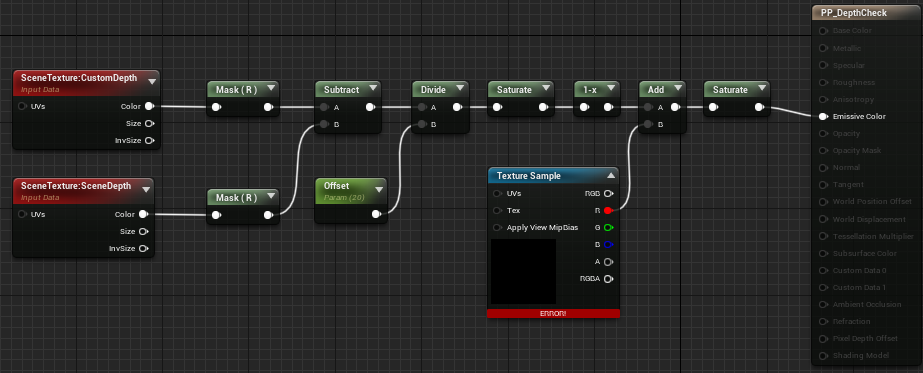 PP_DepthCheck
Base Color
Metallic
Specular
Roughness
Anisotropy
Emissive Color
Opacity
Opacity Mask
Normal
Tangent
World Position Offset
World Displacement
Tessellation Multiplier
Subsurface Color
Custom Data 0
Custom Data 1
Ambient Occlusion
Refraction
Pixel Depth Offset
Shading Model
SceneTexture:CustomDepth
Input Data
UVs
Color
Size
InvSize
Mask ( R )
Subtract
A
B
Divide
A
B
Saturate
1-x
Add
A
B
Saturate
SceneTexture:SceneDepth
Input Data
UVs
Color
Size
InvSize
Mask ( R )
Offset
Param (20)
Texture Sample
UVs
RGB
Tex
R
Apply View MipBias
G
B
A
RGBA
ERROR!